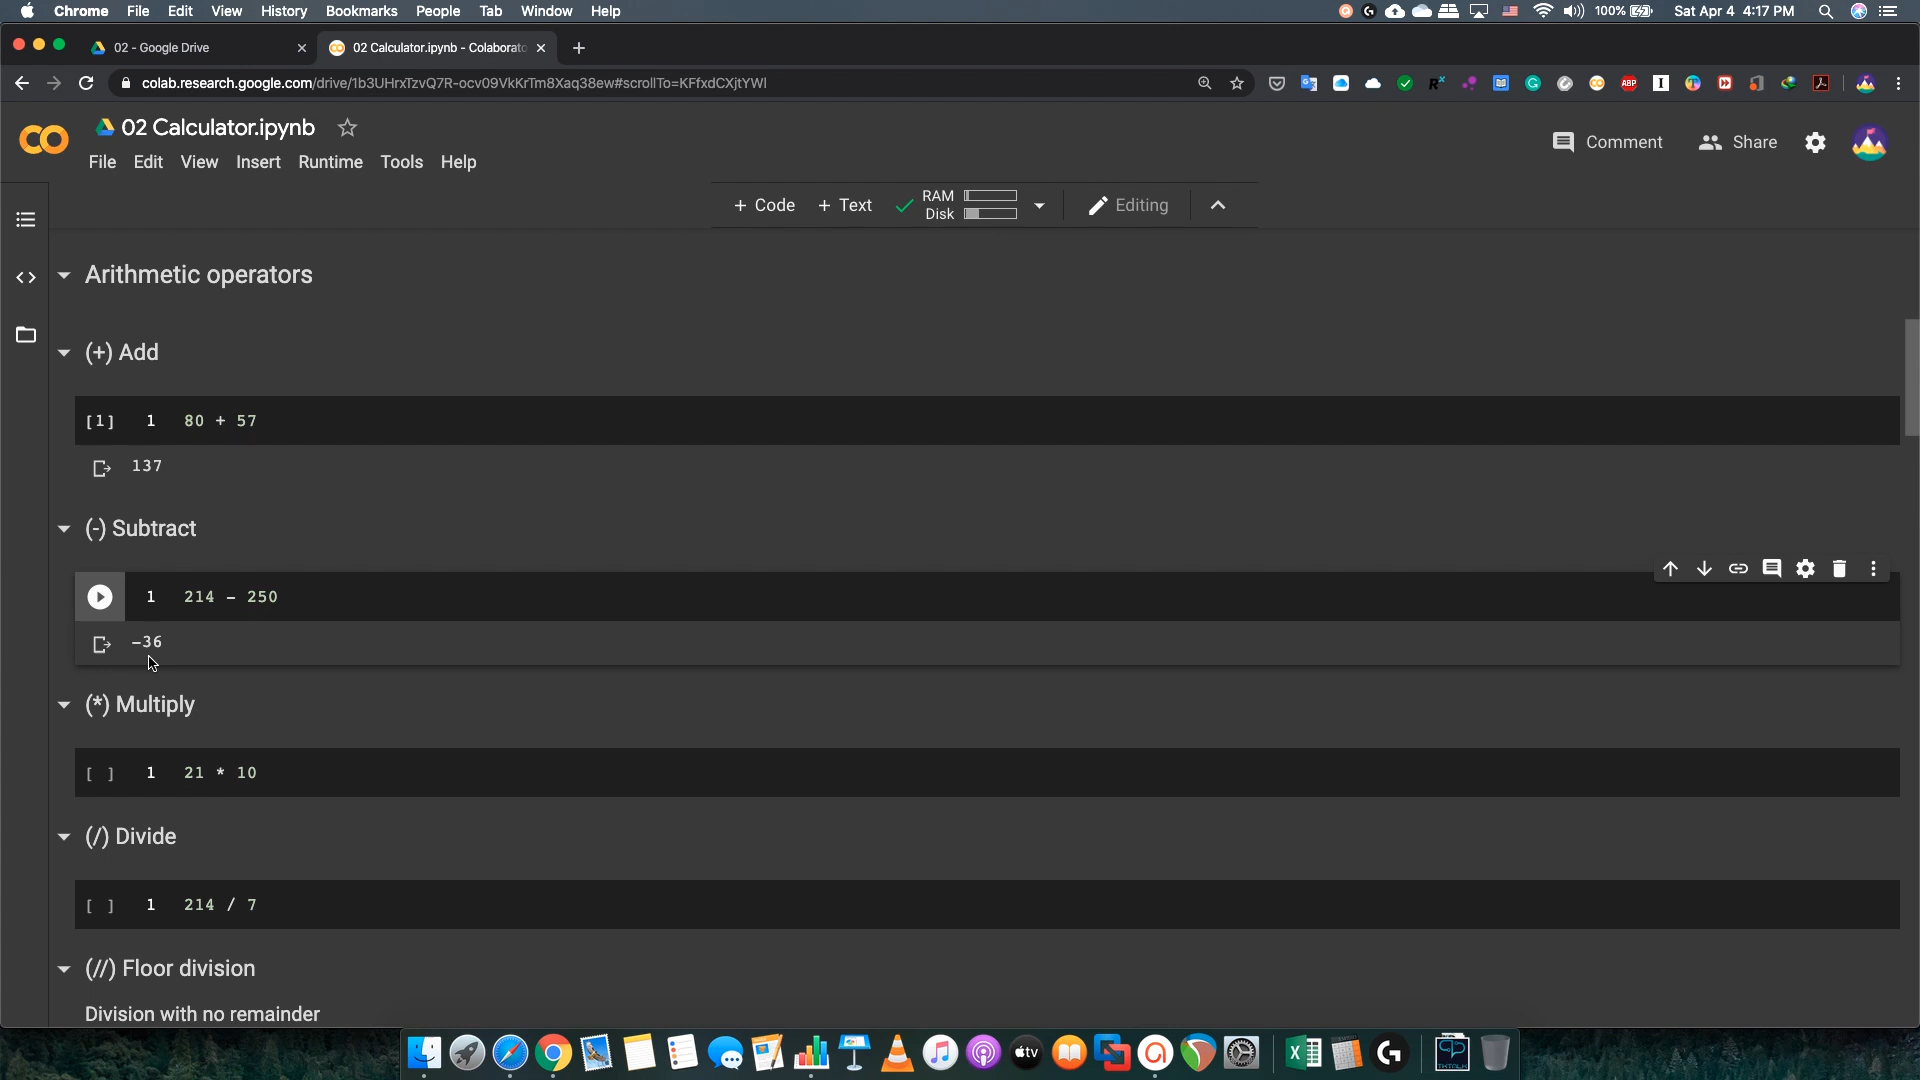 Chrome File Edit View History Bookmarks People Tab Window Help 100% Sat Apr 4 4:17 PM
02 - Google Drive 02 Calculator.ipynb - Colaborato
colab.research.google.com/drive/1b3UHrxTzvQ7R-ocv09VkKrTm8Xaq38ew#scrollTo=KFfxdCXjtYWI
ABP
02 Calculator.ipynb
Comment Share
File Edit View Insert Runtime Tools Help
+ Code + Text RAM Disk Editing
Arithmetic operators
(+) Add
[1] 1 80 + 57
137
(-) Subtract
1 214 - 250
-36
(*) Multiply
[ ] 1 21 * 10
(/) Divide
[ ] 1 214 / 7
(//) Floor division
Division with no remainder
tv